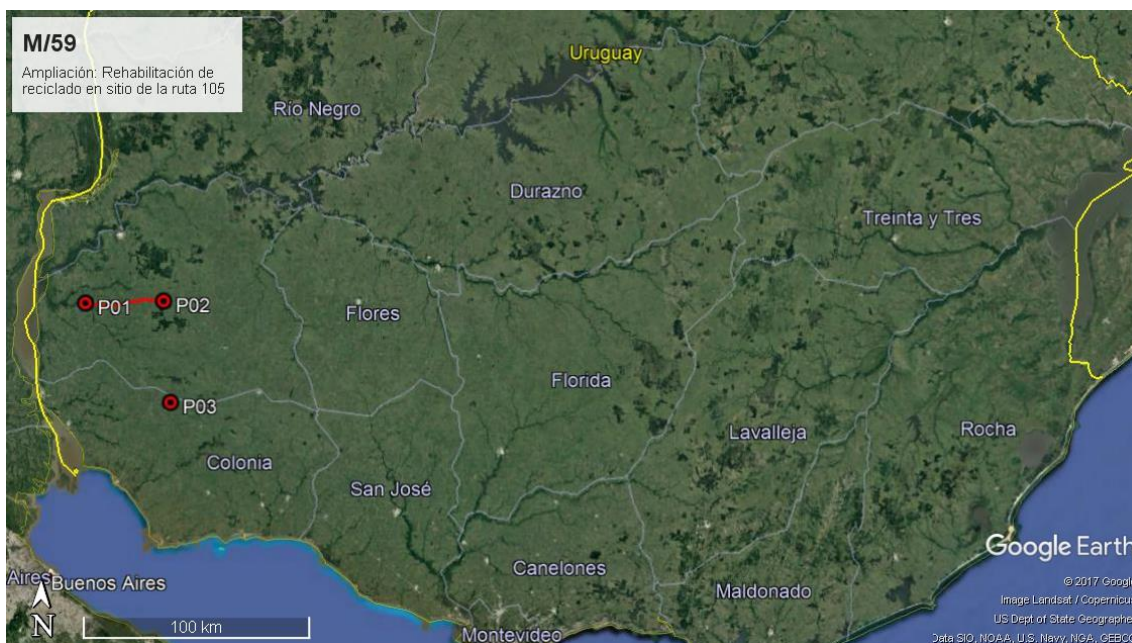 M/59
Ampliación: Rehabilitación de
reciclado en sitio de la ruta 105
Uruguay
Río Negro
Durazno
Treinta y Tres
P01
P02
Flores
Florida
P03
Lavalleja
Rocha
Colonia
San José
Canelones
Maldonado
Montevideo
Aires
Buenos Aires
N
100 km
Google Earth
© 2017 Google
Image Landsat / Copernicus
US Dept of State Geographer
Data SIO, NOAA, U.S. Navy, NGA, GEBCO